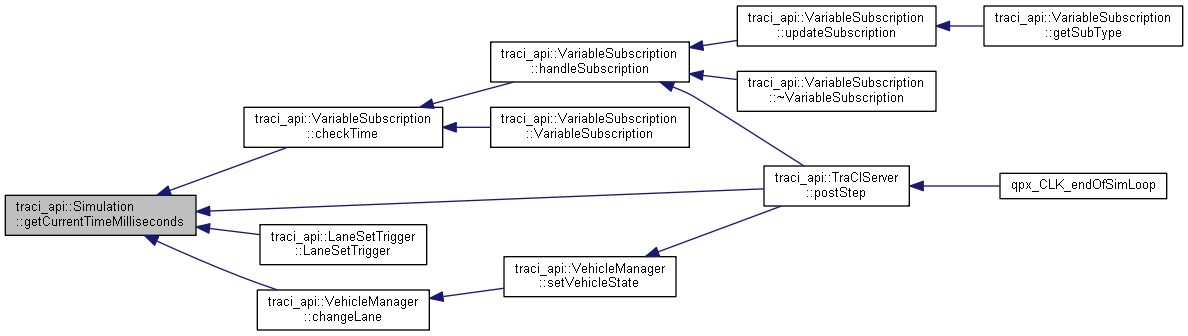 traci_api::VariableSubscription
::updateSubscription
traci_api::VariableSubscription
::getSubType
traci_api::VariableSubscription
::handleSubscription
traci_api::VariableSubscription
::~VariableSubscription
traci_api::VariableSubscription
::checkTime
traci_api::VariableSubscription
::VariableSubscription
traci_api::TraCIServer
::postStep
qpx_CLK_endOfSimLoop
traci_api::Simulation
::getCurrentTimeMilliseconds
traci_api::LaneSetTrigger
::LaneSetTrigger
traci_api::VehicleManager
::setVehicleState
traci_api::VehicleManager
::changeLane